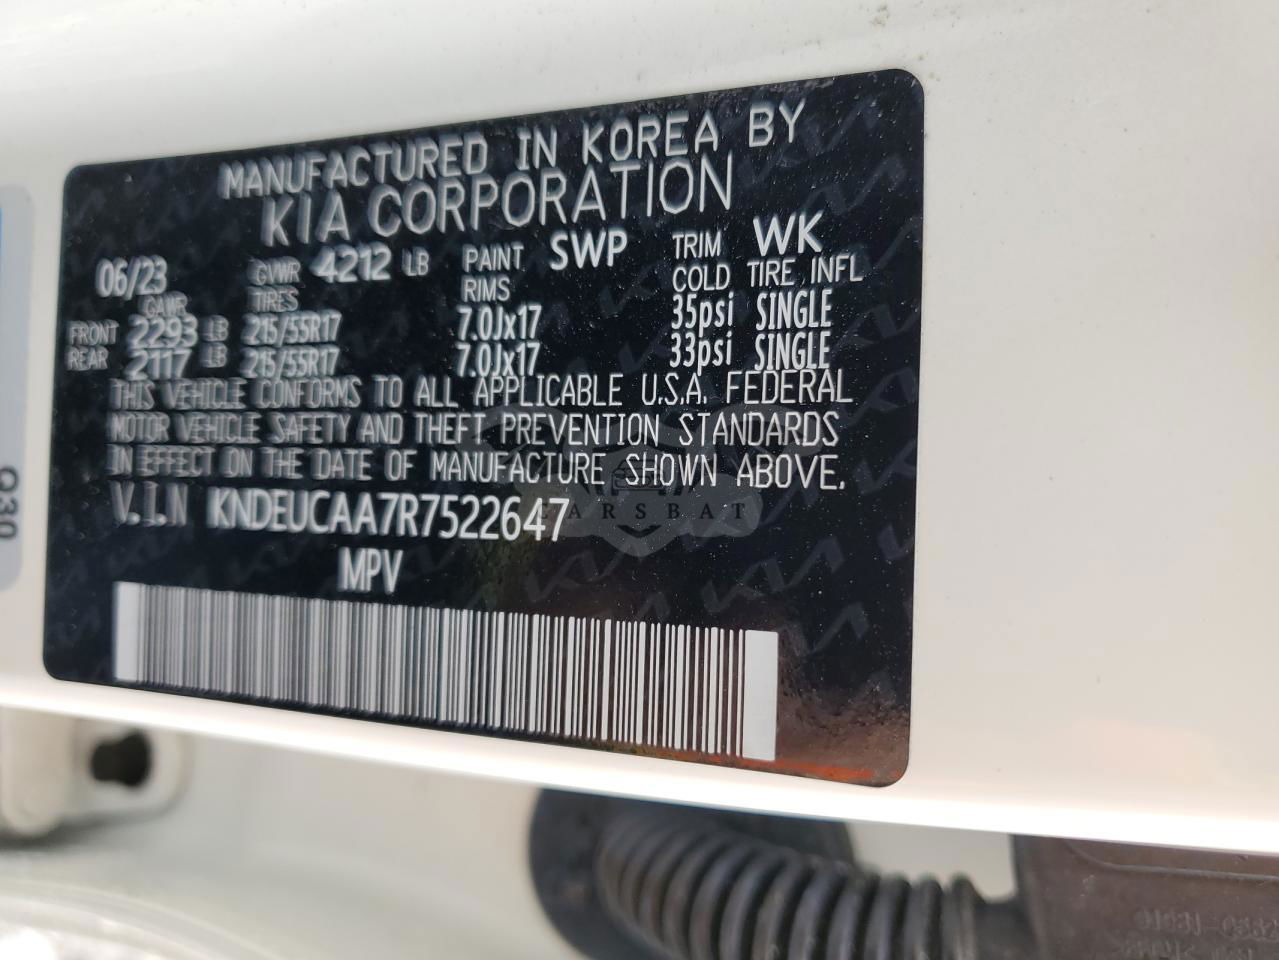 MANUFACTURED IN KOREA BY
KIA CORPORATION
06/23 GVWR 4212 LB PAINT SWP TRIM WK
GAWR TIRES RIMS COLD TIRE INFL
FRONT 2293 LB 215/55R17 7.0Jx17 35psi SINGLE
REAR 2117 LB 215/55R17 7.0Jx17 33psi SINGLE
THIS VEHICLE CONFORMS TO ALL APPLICABLE U.S.A. FEDERAL
MOTOR VEHICLE SAFETY AND THEFT PREVENTION STANDARDS
IN EFFECT ON THE DATE OF MANUFACTURE SHOWN ABOVE.
V.I.N KNDEUCAA7R7522647
MPV
CARSBAT
Q30